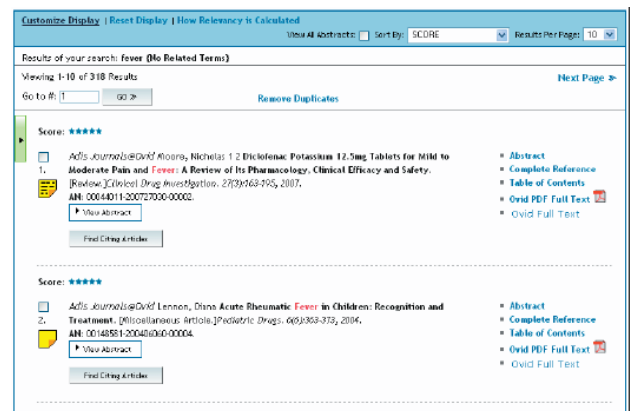 Customize Display | Reset Display | How Relevancy is Calculated
View All Abstracts: Sort By: SCORE Results Per Page: 10
Results of your search: fever (No Related Terms)
Viewing 1-10 of 318 Results Next Page >
Go to #: 1 GO > Remove Duplicates
Score: ★★★★★
Adis Journals@Ovid Moore, Nicholas 1 2 Diclofenac Potassium 12.5mg Tablets for Mild to
1. Moderate Pain and Fever: A Review of Its Pharmacology, Clinical Efficacy and Safety.
[Review.] Clinical Drug Investigation. 27(3):163-195, 2007.
AN: 00044011-200727030-00002.
View Abstract
Find Citing Articles
Abstract
Complete Reference
Table of Contents
Ovid PDF Full Text
Ovid Full Text
Score: ★★★★★
Adis Journals@Ovid Lennon, Diana Acute Rheumatic Fever in Children: Recognition and
2. Treatment. [Miscellaneous Article.] Pediatric Drugs. 6(6):363-373, 2004.
AN: 00148581-200406060-00004.
View Abstract
Find Citing Articles
Abstract
Complete Reference
Table of Contents
Ovid PDF Full Text
Ovid Full Text